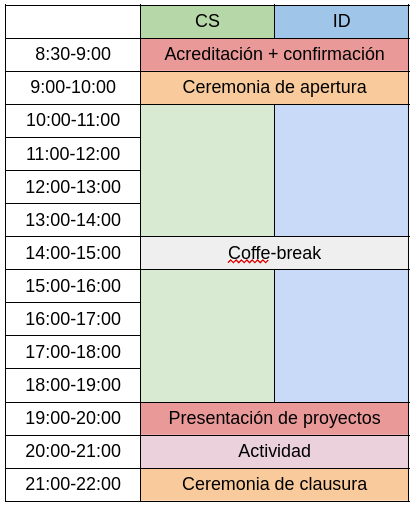 CS ID
8:30-9:00 Acreditación + confirmación
9:00-10:00 Ceremonia de apertura
10:00-11:00
11:00-12:00
12:00-13:00
13:00-14:00
14:00-15:00 Coffe-break
15:00-16:00
16:00-17:00
17:00-18:00
18:00-19:00
19:00-20:00 Presentación de proyectos
20:00-21:00 Actividad
21:00-22:00 Ceremonia de clausura